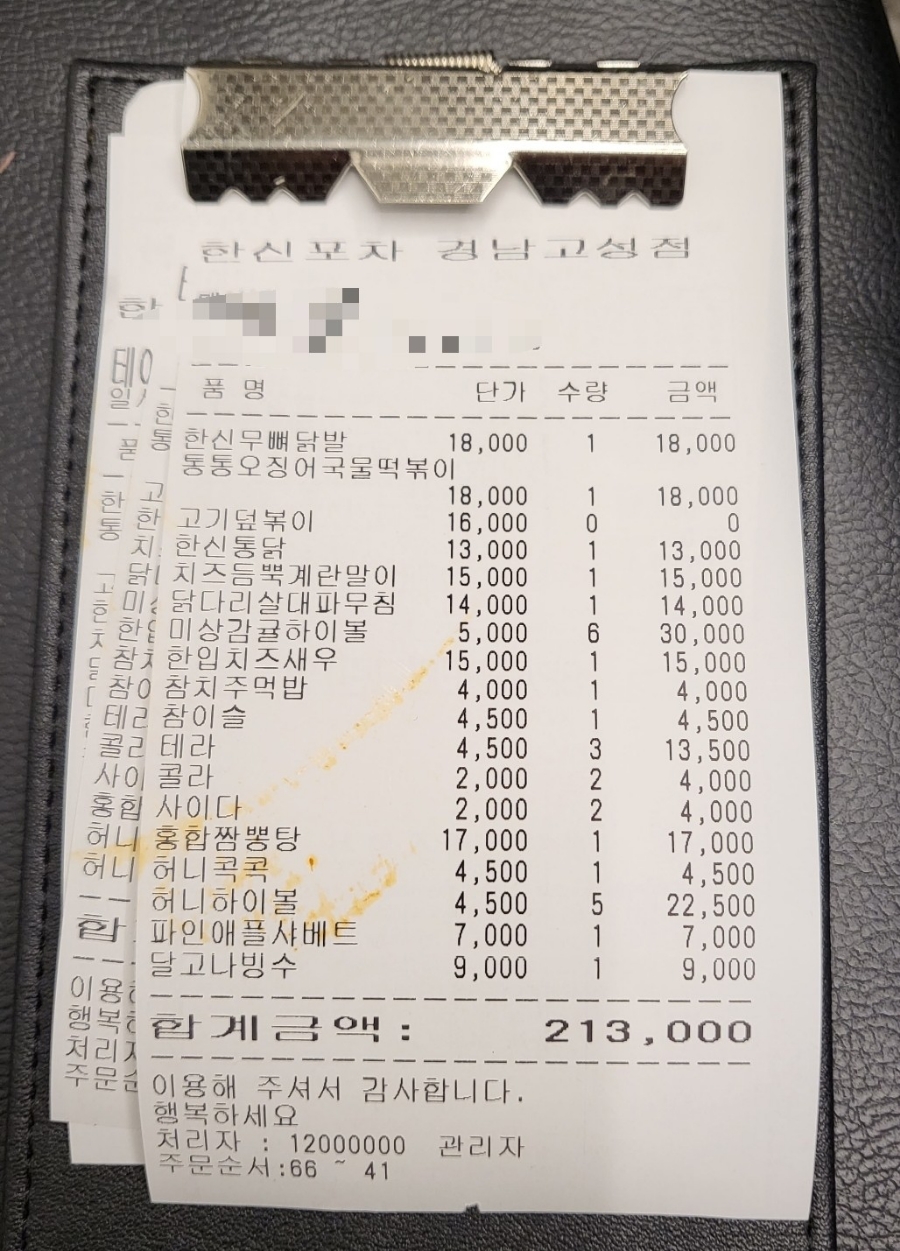 한신포차 경남고성점
품 명 단가 수량 금액
한신무뼈닭발 18,000 1 18,000
통통오징어국물떡볶이
18,000 1 18,000
고기덮볶이 16,000 0 0
한신통닭 13,000 1 13,000
치즈듬뿍계란말이 15,000 1 15,000
닭다리살대파무침 14,000 1 14,000
미상감귤하이볼 5,000 6 30,000
한입치즈새우 15,000 1 15,000
참치주먹밥 4,000 1 4,000
참이슬 4,500 1 4,500
테라 4,500 3 13,500
콜라 2,000 2 4,000
사이다 2,000 2 4,000
홍합짬뽕탕 17,000 1 17,000
허니콕콕 4,500 1 4,500
허니하이볼 4,500 5 22,500
파인애플샤베트 7,000 1 7,000
달고나빙수 9,000 1 9,000
합계금액: 213,000
이용해 주셔서 감사합니다.
행복하세요
처리자 : 12000000 관리자
주문순서:66 ~ 41